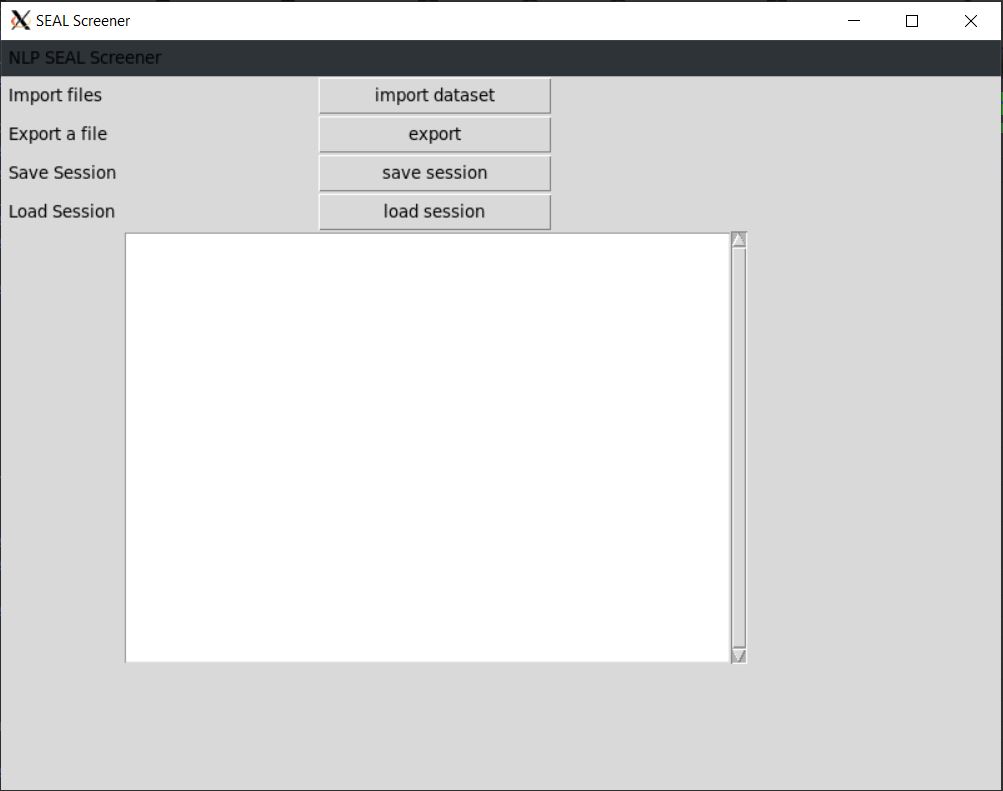 SEAL Screener
NLP SEAL Screener
Import files import dataset
Export a file export
Save Session save session
Load Session load session